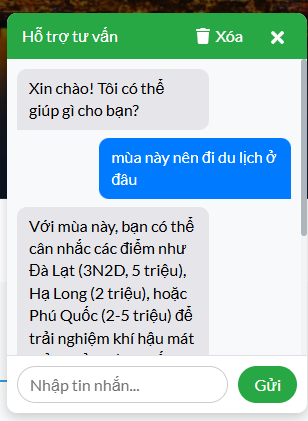 Hỗ trợ tư vấn
Xóa
Xin chào! Tôi có thể
giúp gì cho bạn?
mùa này nên đi du lịch ở
đâu
Với mùa này, bạn có thể
cân nhắc các điểm như
Đà Lạt (3N2D, 5 triệu),
Hạ Long (2 triệu), hoặc
Phú Quốc (2-5 triệu) để
trải nghiệm khí hậu mát
Nhập tin nhắn...
Gửi